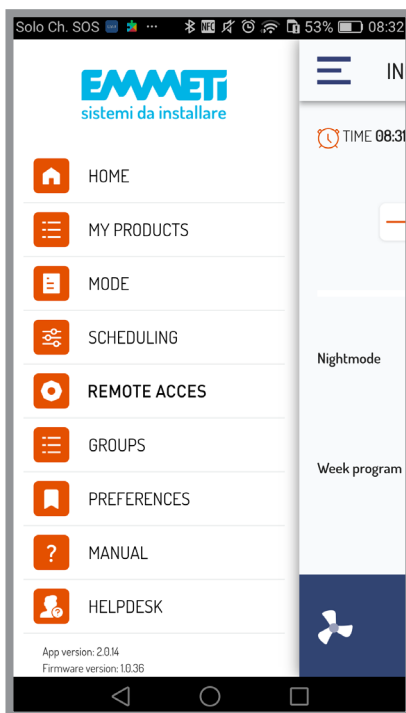 Solo Ch. SOS ... 53% 08:32
EMMETI
sistemi da installare
IN
TIME 08:31
HOME
MY PRODUCTS
MODE
SCHEDULING
Nightmode
REMOTE ACCES
GROUPS
Week program
PREFERENCES
MANUAL
HELPDESK
App version: 2.0.14
Firmware version: 1.0.36